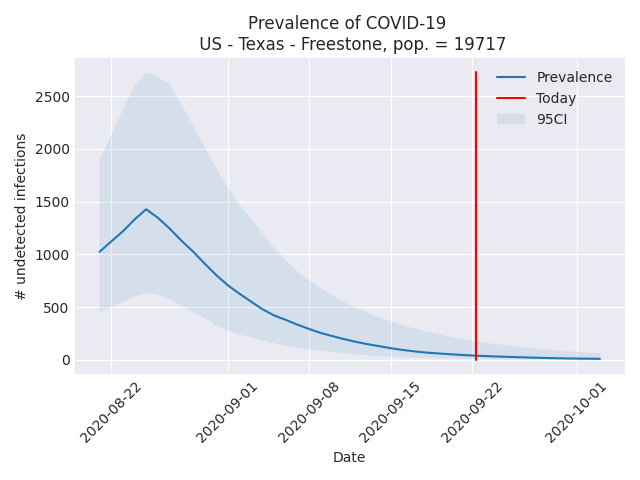 Prevalence of COVID-19
US - Texas - Freestone, pop. = 19717
Prevalence
Today
95CI
# undetected infections
2500
2000
1500
1000
500
0
2020-08-22
2020-09-01
2020-09-08
2020-09-15
2020-09-22
2020-10-01
Date